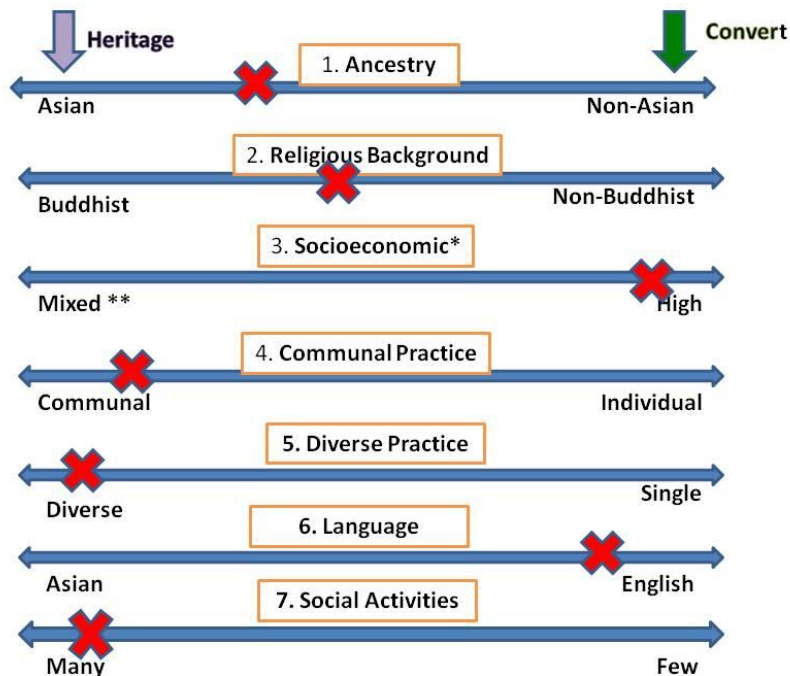 Heritage
Convert
1. Ancestry
Asian
Non-Asian
2. Religious Background
Buddhist
Non-Buddhist
3. Socioeconomic*
Mixed **
High
4. Communal Practice
Communal
Individual
5. Diverse Practice
Diverse
Single
6. Language
Asian
English
7. Social Activities
Many
Few